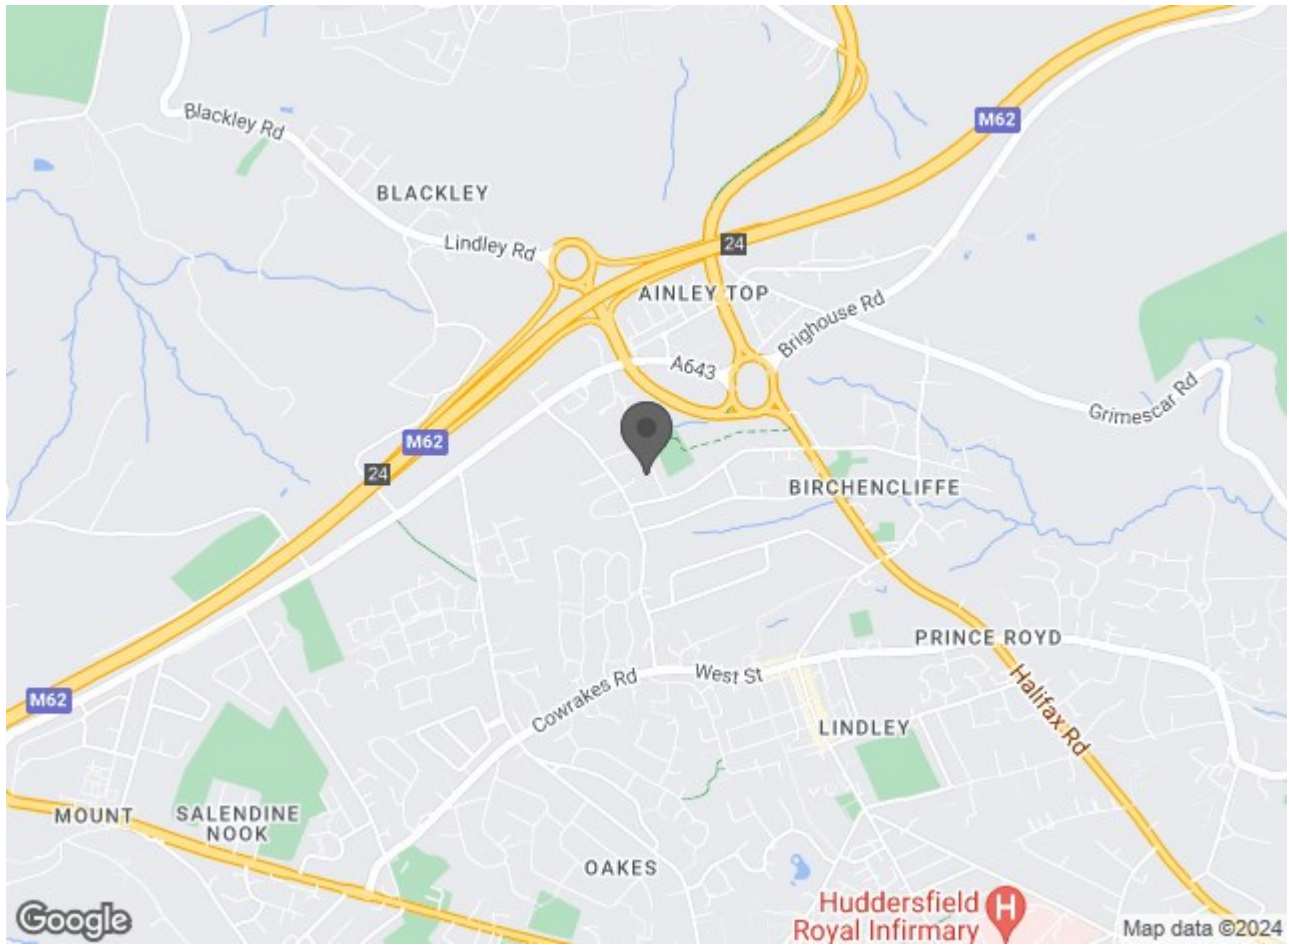 M62
Blackley Rd
BLACKLEY
Lindley Rd
24
AINLEY TOP
Brighouse Rd
A643
Grimescar Rd
M62
24
BIRCHENCLIFFE
PRINCE ROYD
Cowrakes Rd
West St
Halifax Rd
M62
LINDLEY
MOUNT
SALENDINE
NOOK
OAKES
Huddersfield
Royal Infirmary
H
Google
Map data ©2024